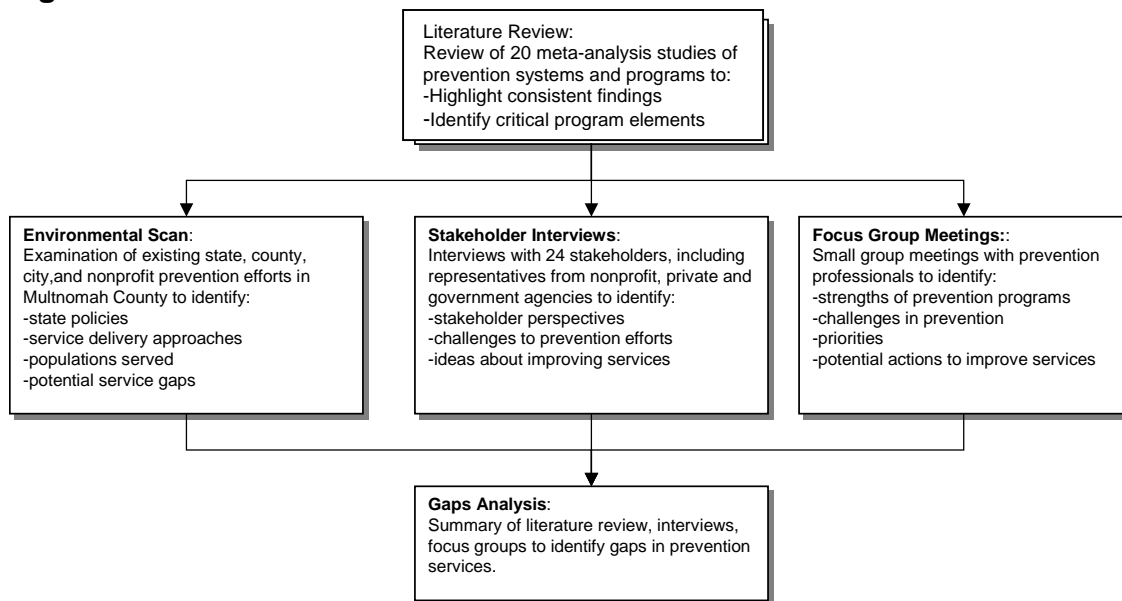 Literature Review:
Review of 20 meta-analysis studies of
prevention systems and programs to:
-Highlight consistent findings
-Identify critical program elements
Environmental Scan:
Examination of existing state, county,
city,and nonprofit prevention efforts in
Multnomah County to identify:
-state policies
-service delivery approaches
-populations served
-potential service gaps
Stakeholder Interviews:
Interviews with 24 stakeholders, including
representatives from nonprofit, private and
government agencies to identify:
-stakeholder perspectives
-challenges to prevention efforts
-ideas about improving services
Focus Group Meetings::
Small group meetings with prevention
professionals to identify:
-strengths of prevention programs
-challenges in prevention
-priorities
-potential actions to improve services
Gaps Analysis:
Summary of literature review, interviews,
focus groups to identify gaps in prevention
services.